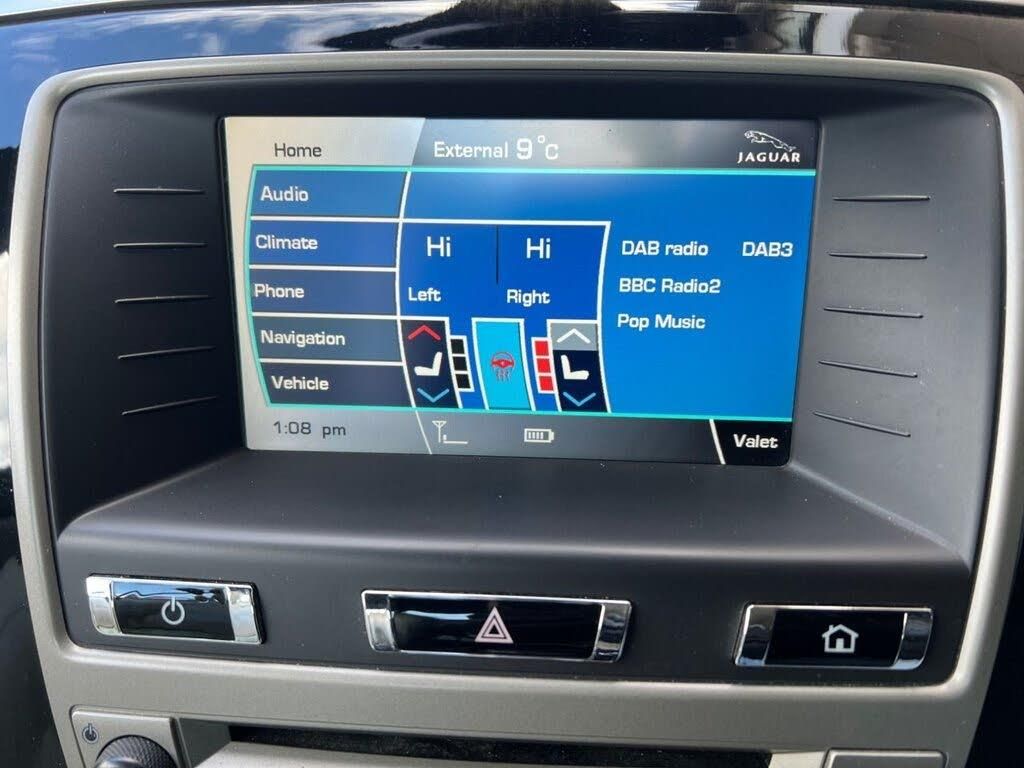 Home
External 9°C
JAGUAR
Audio
Climate
Phone
Navigation
Vehicle
Hi
Hi
Left
Right
DAB radio DAB3
BBC Radio2
Pop Music
1:08 pm
Valet